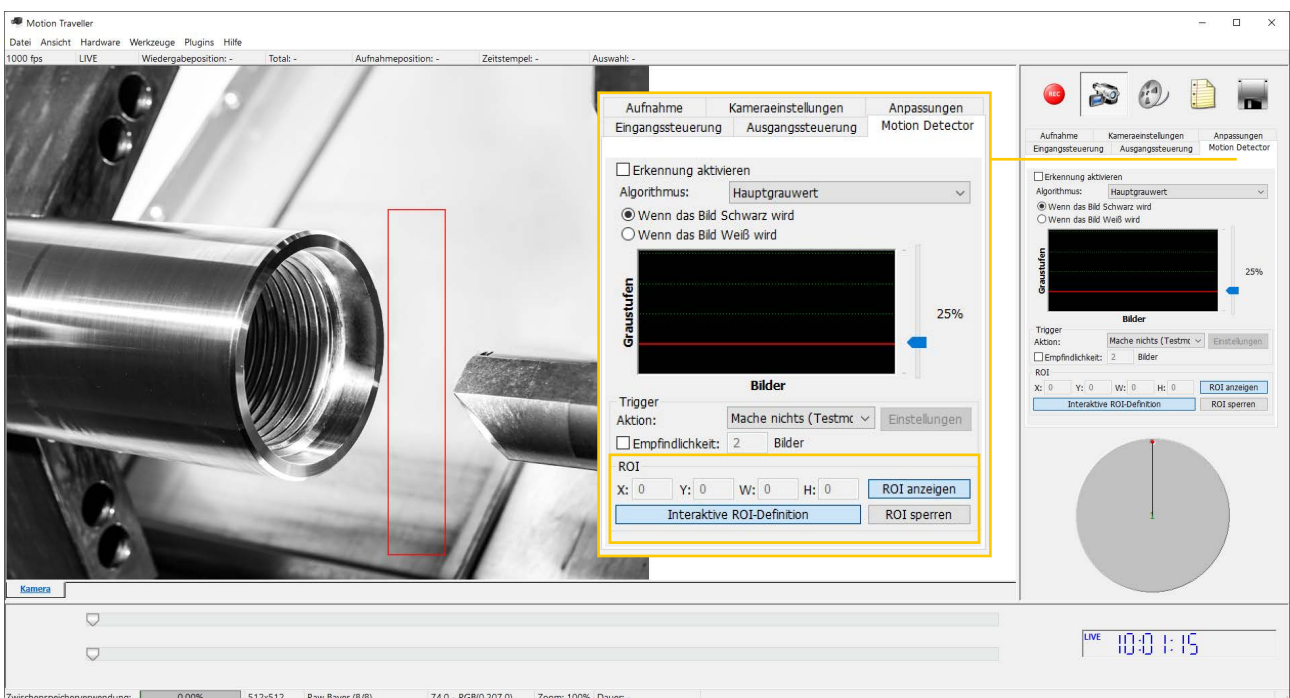 Motion Traveller
Datei Ansicht Hardware Werkzeuge Plugins Hilfe
1000 fps LIVE Wiedergabeposition: - Total: - Aufnahmeposition: - Zeitstempel: - Auswahl: -
Aufnahme Kameraeinstellungen Anpassungen
Eingangssteuerung Ausgangssteuerung Motion Detector
Erkennung aktivieren
Algorithmus: Hauptgrauwert
Wenn das Bild Schwarz wird
Wenn das Bild Weiß wird
Graustufen
25%
Bilder
Trigger
Aktion: Mache nichts (Testmc Einstellungen
Empfindlichkeit: 2 Bilder
ROI
X: 0 Y: 0 W: 0 H: 0 ROI anzeigen
Interaktive ROI-Definition ROI sperren
REC
Aufnahme Kameraeinstellungen Anpassungen
Eingangssteuerung Ausgangssteuerung Motion Detector
Erkennung aktivieren
Algorithmus: Hauptgrauwert
Wenn das Bild Schwarz wird
Wenn das Bild Weiß wird
Graustufen
25%
Bilder
Trigger
Aktion: Mache nichts (Testmc Einstellungen
Empfindlichkeit: 2 Bilder
ROI
X: 0 Y: 0 W: 0 H: 0 ROI anzeigen
Interaktive ROI-Definition ROI sperren
1
Kamera
LIVE 10:01:15
Zwischenspeicherverwendung: 0.00% 512x512 Raw Bayer (8/8) 74,0 RGB(0,207,0) Zoom: 100% Dauer: -